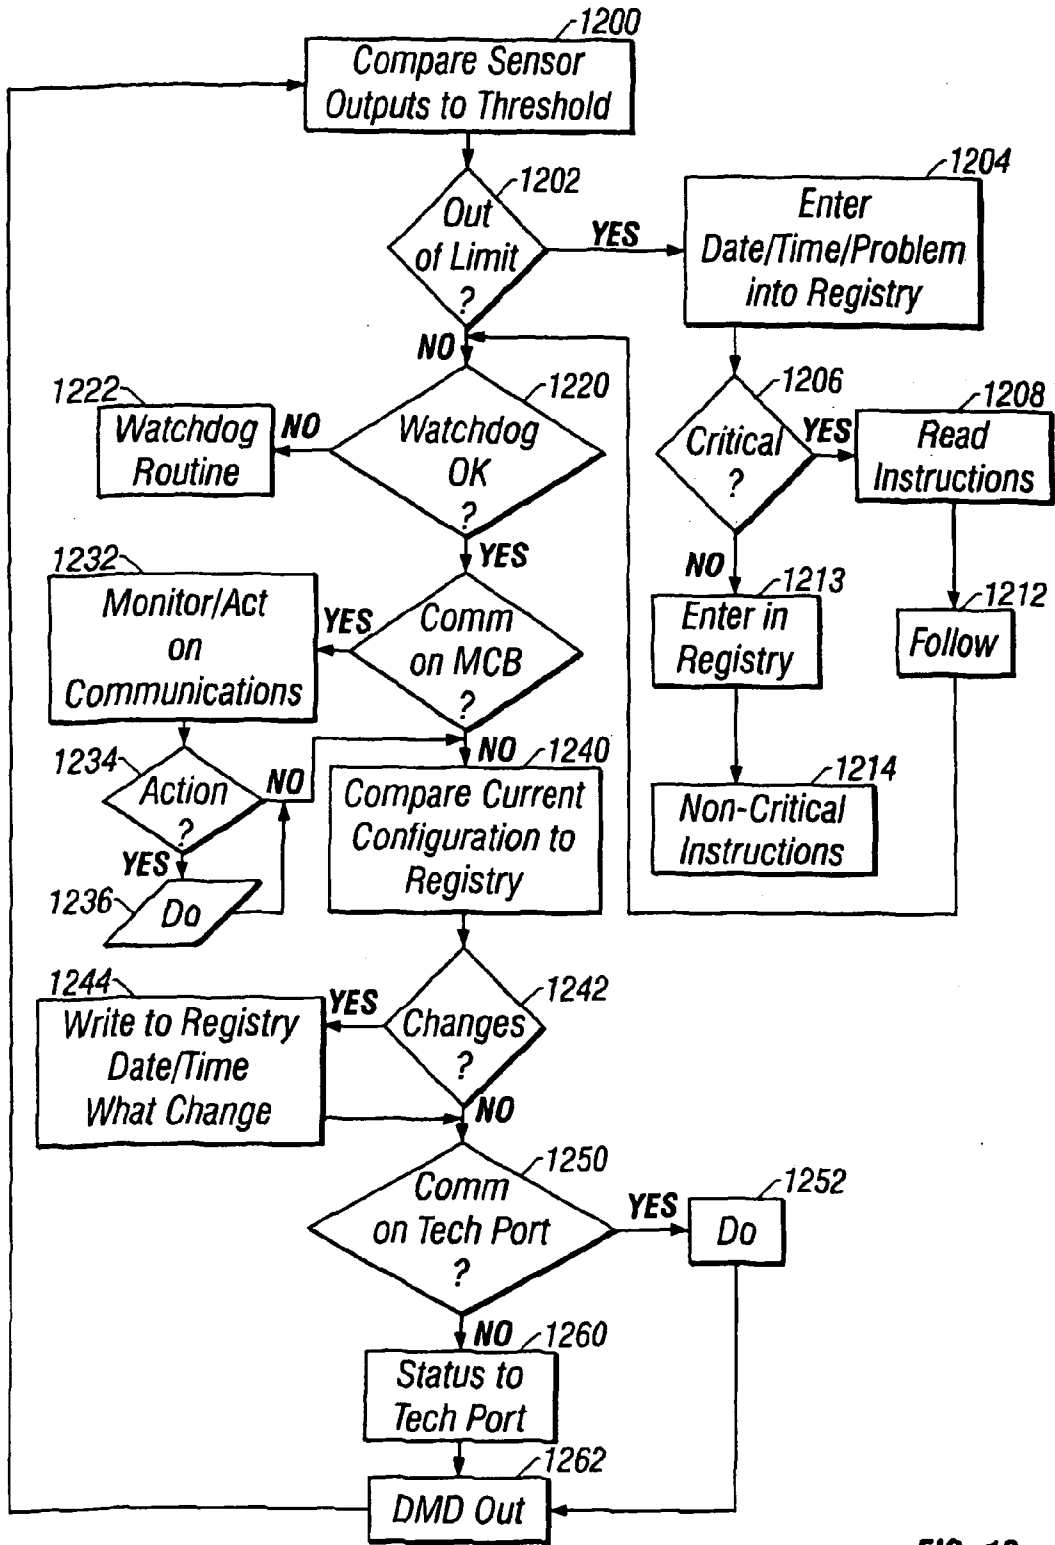 1200
Compare Sensor
Outputs to Threshold
1202
Out
of Limit
?
YES
1204
Enter
Date/Time/Problem
into Registry
NO
1206
Critical
?
YES
1208
Read
Instructions
1220
Watchdog
OK
?
NO
1222
Watchdog
Routine
YES
NO
1213
Enter in
Registry
1212
Follow
1214
Non-Critical
Instructions
Comm
on MCB
?
YES
1232
Monitor/Act
on
Communications
1234
Action
?
NO
YES
1236
Do
NO
1240
Compare Current
Configuration to
Registry
1242
Changes
?
YES
1244
Write to Registry
Date/Time
What Change
NO
1250
Comm
on Tech Port
?
YES
1252
Do
NO
1260
Status to
Tech Port
1262
DMD Out